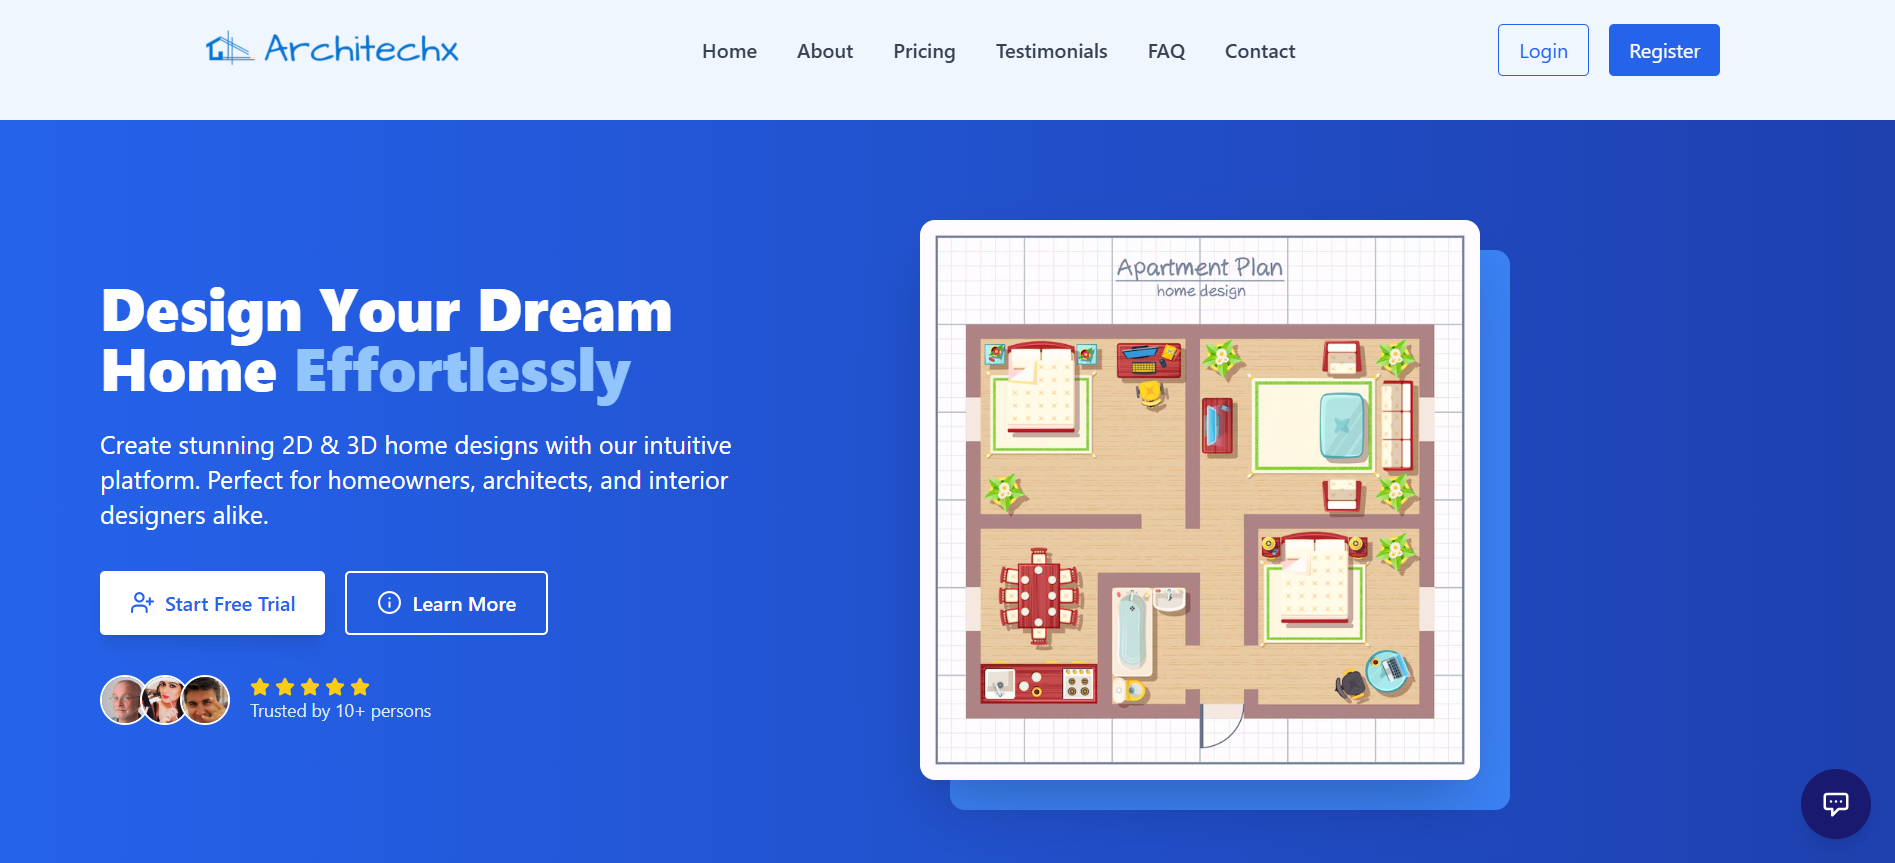 Architechx
Home
About
Pricing
Testimonials
FAQ
Contact
Login
Register
Design Your Dream
Home Effortlessly
Create stunning 2D & 3D home designs with our intuitive
platform. Perfect for homeowners, architects, and interior
designers alike.
Start Free Trial
Learn More
Trusted by 10+ persons
Apartment Plan
home design